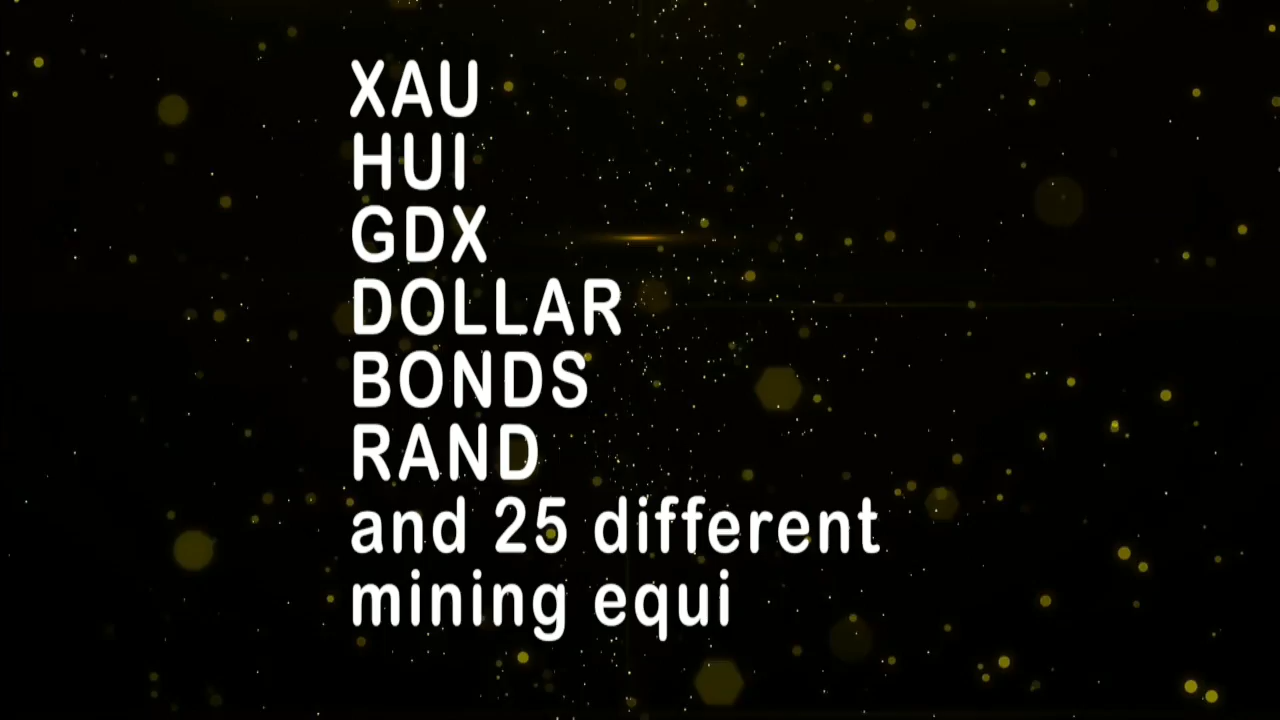 XAU
HUI
GDX
DOLLAR
BONDS
RAND
and 25 different
mining equi